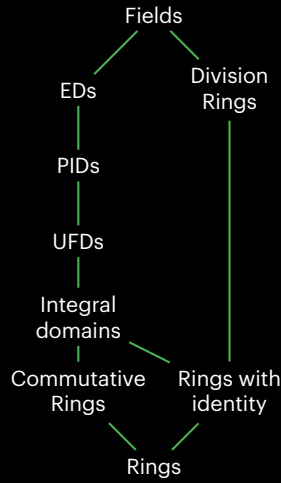 Fields
EDs
Division
Rings
PIDs
UFDs
Integral
domains
Commutative
Rings
Rings with
identity
Rings